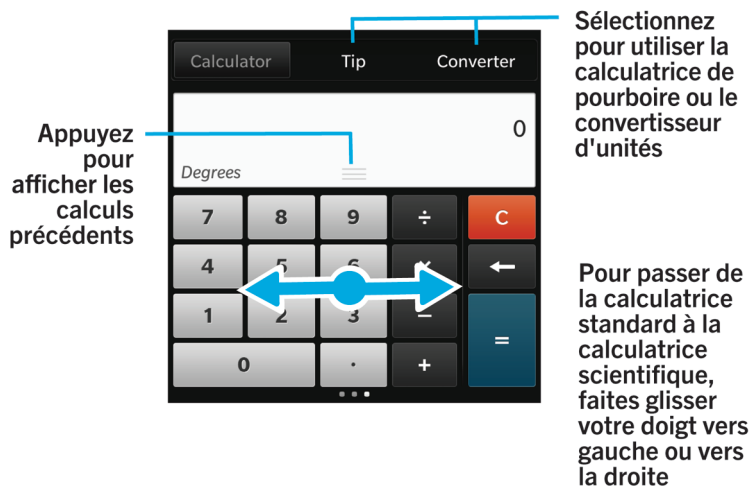 Sélectionnez
pour utiliser la
calculatrice de
pourboire ou le
convertisseur
d'unités
Calculator Tip Converter
Appuyez
pour
afficher les
calculs
précédents
0
Degrees
7 8 9 ÷ C
4 5 6 ×
1 2 3 − =
0 . +
Pour passer de
la calculatrice
standard à la
calculatrice
scientifique,
faites glisser
votre doigt vers
gauche ou vers
la droite